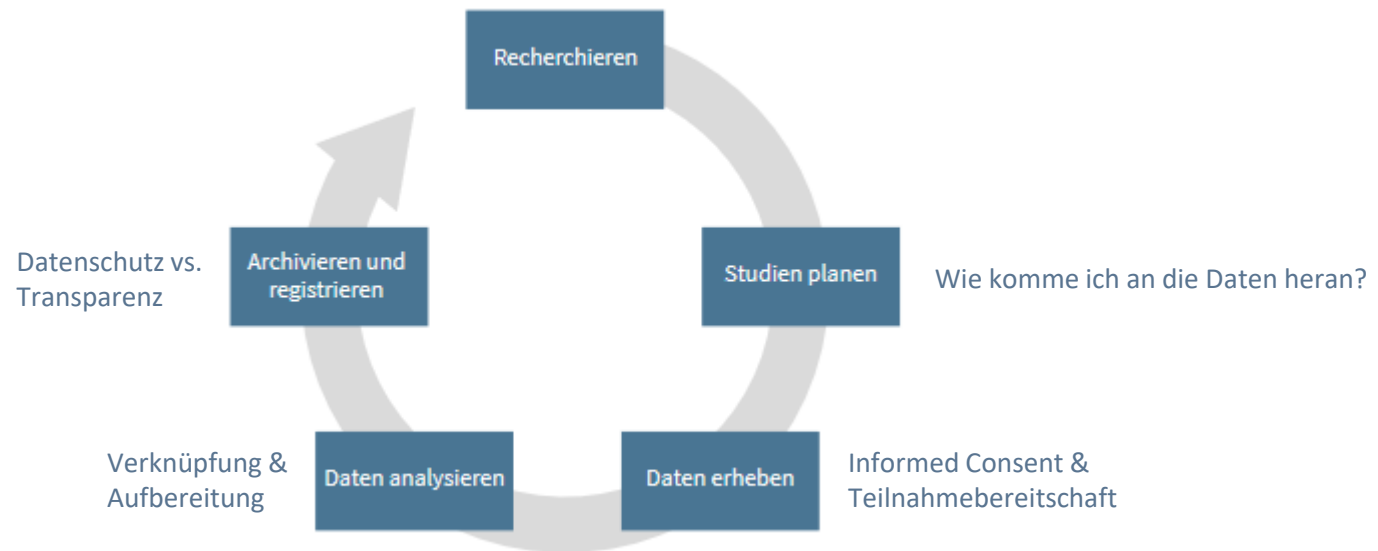 Recherchieren
Datenschutz vs.
Transparenz
Archivieren und
registrieren
Studien planen
Wie komme ich an die Daten heran?
Verknüpfung &
Aufbereitung
Daten analysieren
Daten erheben
Informed Consent &
Teilnahmebereitschaft